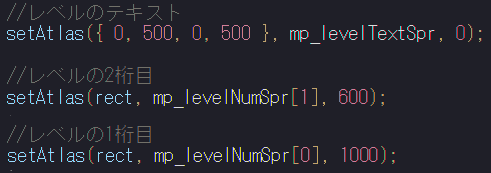 //レベルのテキスト
setAtlas({ 0, 500, 0, 500 }, mp_levelTextSpr, 0);
//レベルの2桁目
setAtlas(rect, mp_levelNumSpr[1], 600);
//レベルの1桁目
setAtlas(rect, mp_levelNumSpr[0], 1000);